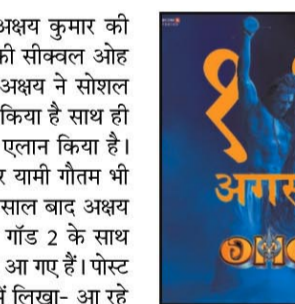 अक्षय कुमार की
की सीक्वल ओह
अक्षय ने सोशल
किया है साथ ही
एलान किया है।
यामी गौतम भी
साल बाद अक्षय
गॉड 2 के साथ
आ गए हैं। पोस्ट
में लिखा- आ रहे
अगस
OMG